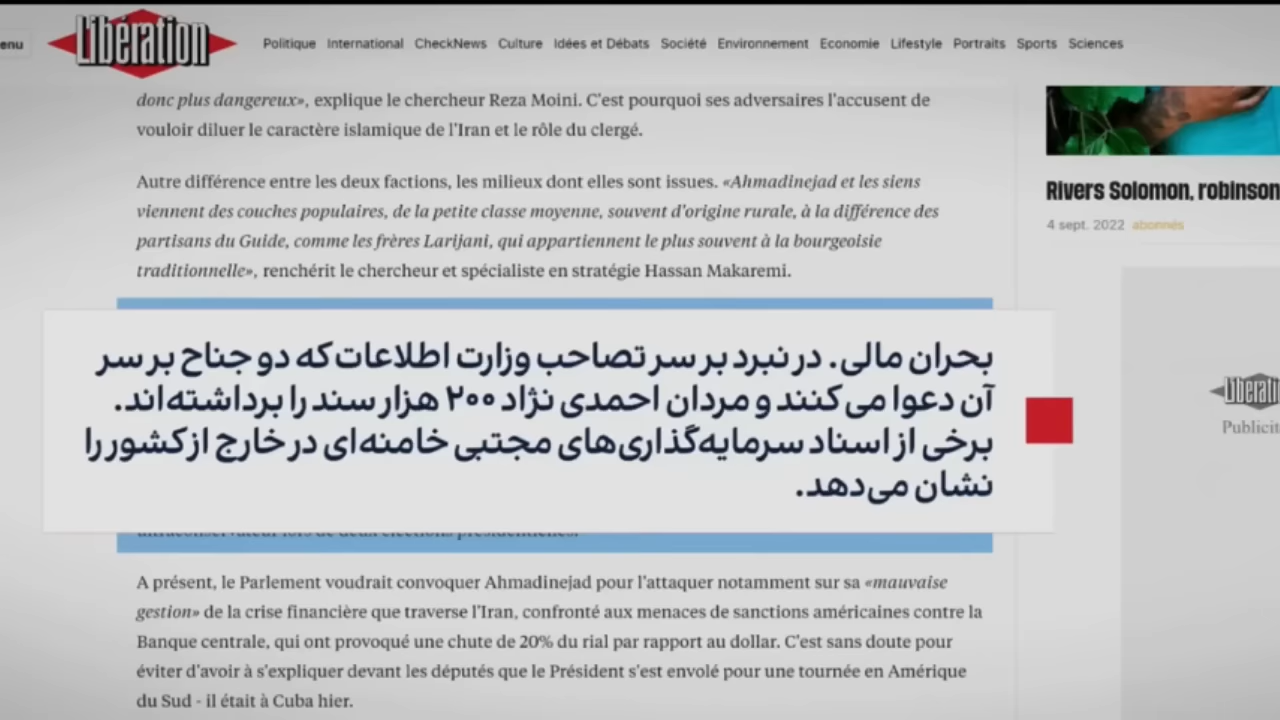 enu
Libération
Politique International CheckNews Culture Idées et Débats Société Environnement Economie Lifestyle Portraits Sports Sciences
donc plus dangereux», explique le chercheur Reza Moini. C'est pourquoi ses adversaires l'accusent de
vouloir diluer le caractère islamique de l'Iran et le rôle du clergé.
Autre différence entre les deux factions, les milieux dont elles sont issues. «Ahmadinejad et les siens
viennent des couches populaires, de la petite classe moyenne, souvent d'origine rurale, à la différence des
partisans du Guide, comme les frères Larijani, qui appartiennent le plus souvent à la bourgeoisie
traditionnelle», renchérit le chercheur et spécialiste en stratégie Hassan Makaremi.
Rivers Solomon, robinson
4 sept. 2022 abonnés
بحران مالی. در نبرد بر سر تصاحب وزارت اطلاعات که دو جناح بر سر
آن دعوا می‌کنند و مردان احمدی نژاد ۲۰۰ هزار سند را برداشته‌اند.
برخی از اسناد سرمایه‌گذاری‌های مجتبی خامنه‌ای در خارج از کشور را
نشان می‌دهد.
Libérati
Publicit
A présent, le Parlement voudrait convoquer Ahmadinejad pour l'attaquer notamment sur sa «mauvaise
gestion» de la crise financière que traverse l'Iran, confronté aux menaces de sanctions américaines contre la
Banque centrale, qui ont provoqué une chute de 20% du rial par rapport au dollar. C'est sans doute pour
éviter d'avoir à s'expliquer devant les députés que le Président s'est envolé pour une tournée en Amérique
du Sud - il était à Cuba hier.